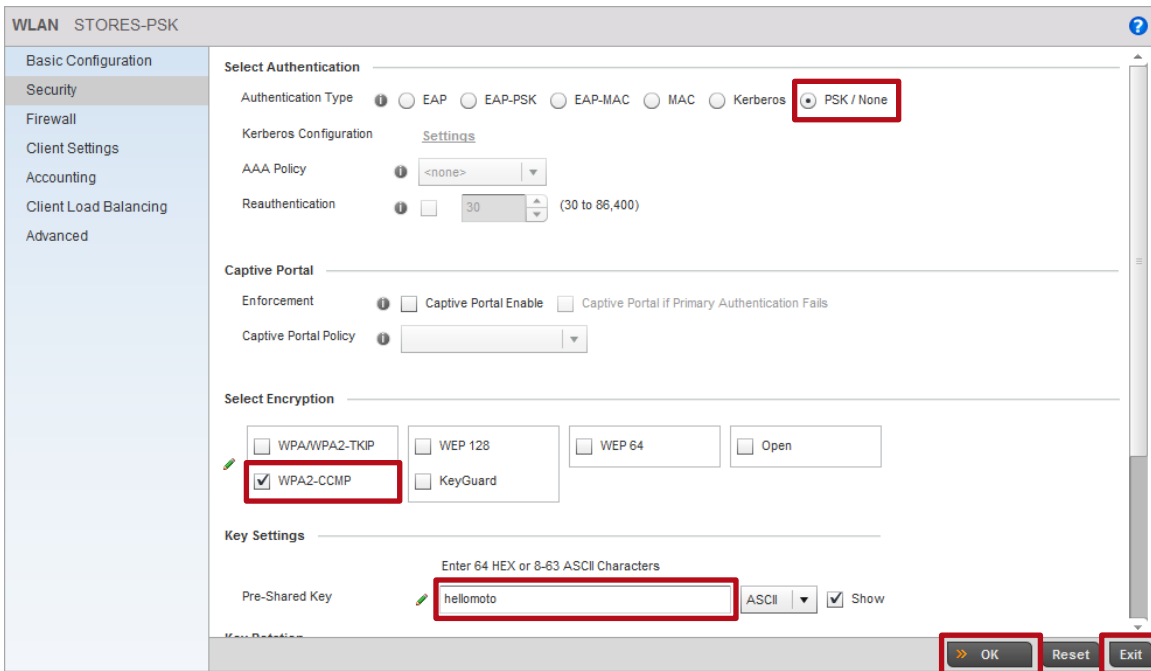 WLAN STORES-PSK
Basic Configuration
Security
Firewall
Client Settings
Accounting
Client Load Balancing
Advanced
Select Authentication
Authentication Type EAP EAP-PSK EAP-MAC MAC Kerberos PSK / None
Kerberos Configuration Settings
AAA Policy <none>
Reauthentication 30 (30 to 86,400)
Captive Portal
Enforcement Captive Portal Enable Captive Portal if Primary Authentication Fails
Captive Portal Policy
Select Encryption
WPA/WPA2-TKIP WEP 128 WEP 64 Open
WPA2-CCMP KeyGuard
Key Settings
Enter 64 HEX or 8-63 ASCII Characters
Pre-Shared Key hellomoto ASCII Show
Key Rotation
» OK Reset Exit